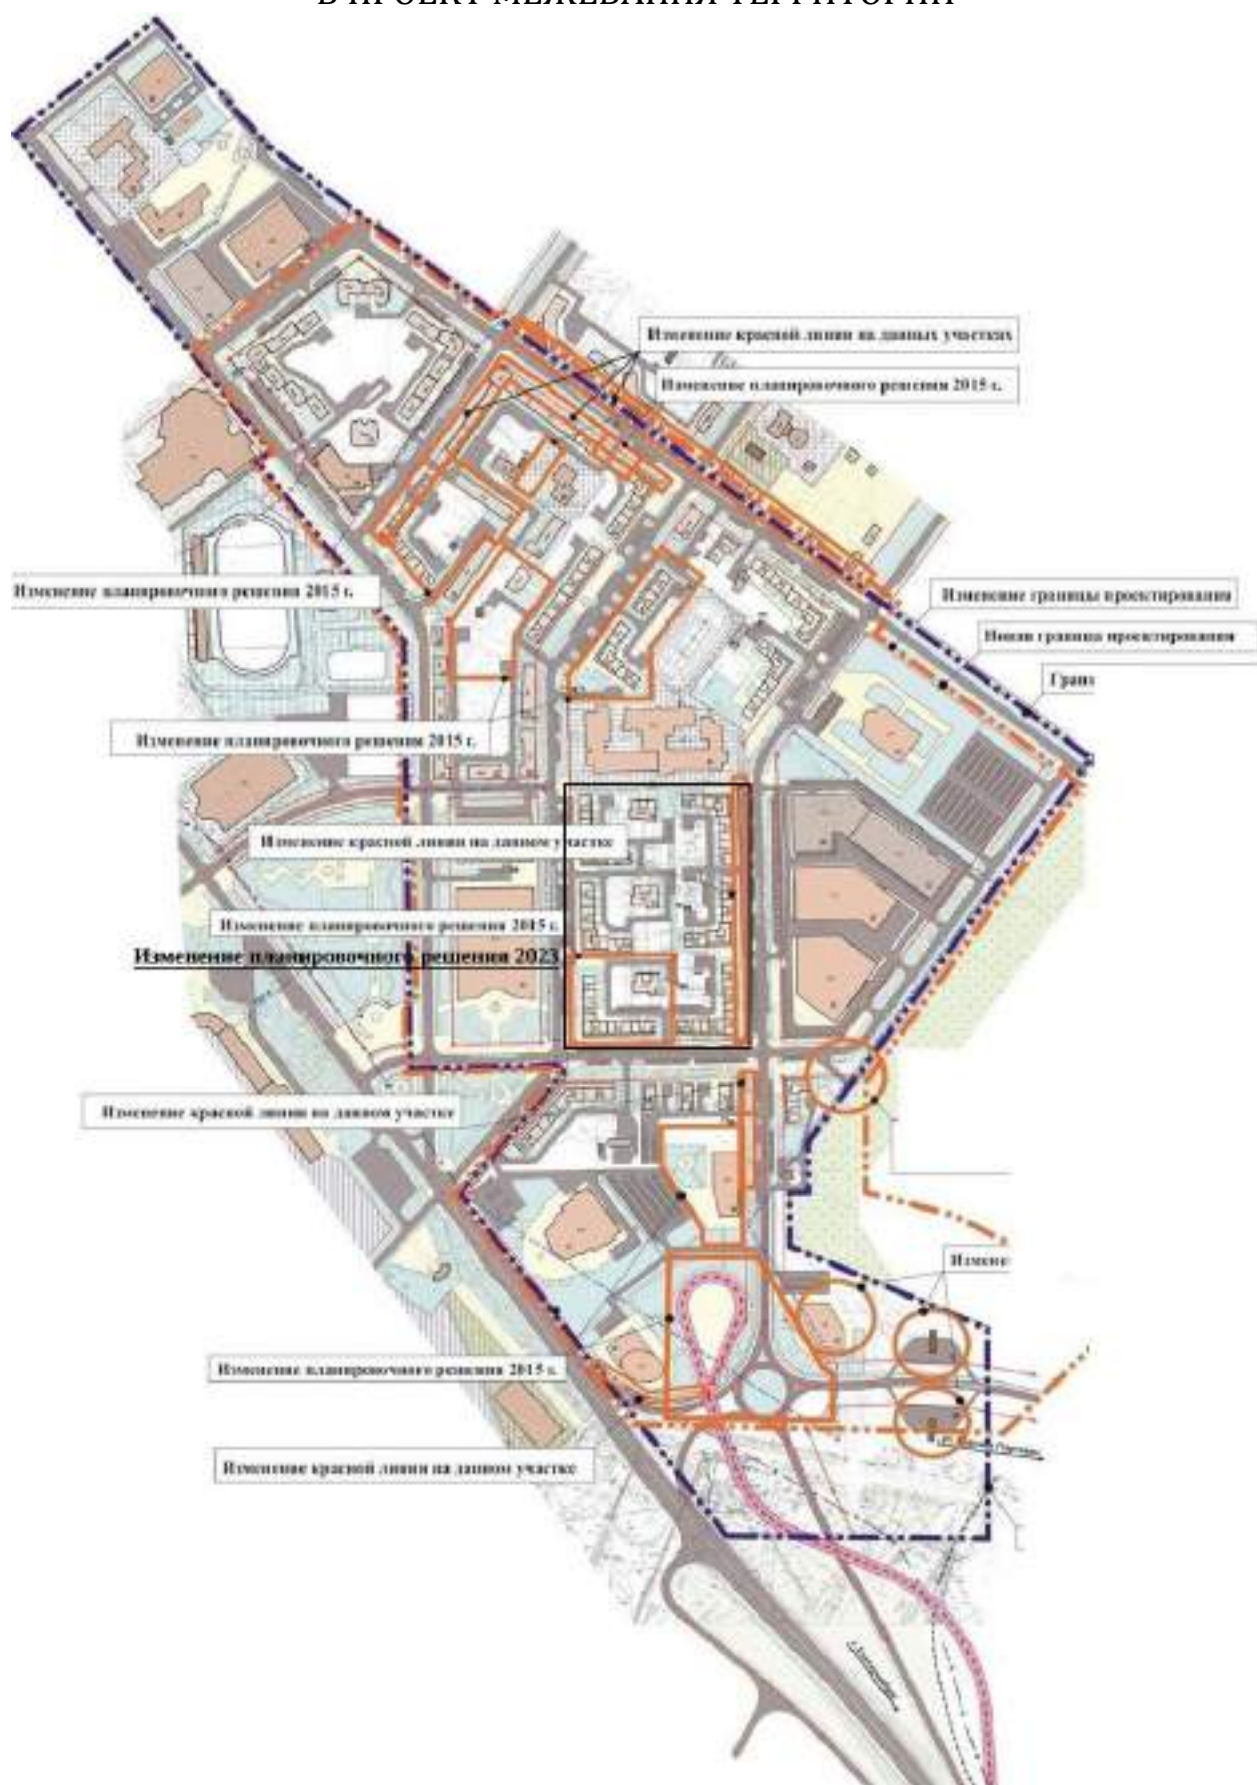 В ПРОЕКТ МЕЖЕВАНИЯ ТЕРРИТОРИИ
Изменение красной линии на данных участках
Изменение планировочного решения 2015 г.
Изменение планировочного решения 2015 г.
Изменение границы проектирования
Новая граница проектирования
Грани
Изменение планировочного решения 2015 г.
Изменение красной линии на данном участке
Изменение планировочного решения 2015 г.
Изменение планировочного решения 2023
Изменение красной линии на данном участке
Измене
Изменение планировочного решения 2015 г.
Изменение красной линии на данном участке